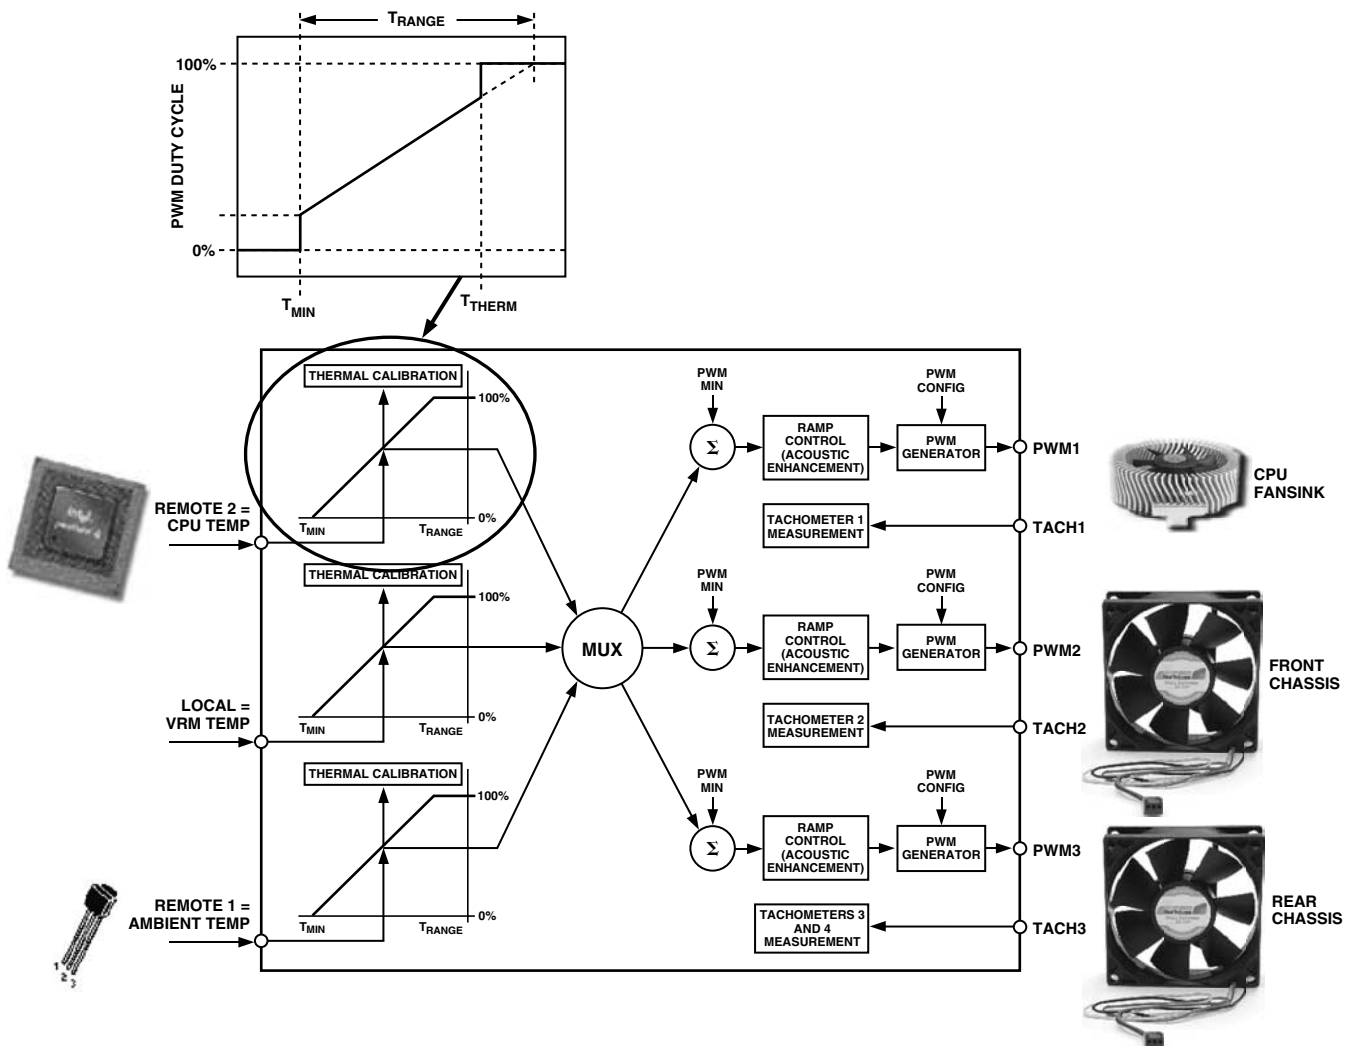 TRANGE
100%
PWM DUTY CYCLE
0%
TMIN
TTHERM
THERMAL CALIBRATION
100%
0%
TMIN
TRANGE
REMOTE 2 =
CPU TEMP
THERMAL CALIBRATION
100%
0%
TMIN
TRANGE
LOCAL =
VRM TEMP
THERMAL CALIBRATION
100%
0%
TMIN
TRANGE
REMOTE 1 =
AMBIENT TEMP
1
2
3
MUX
PWM
MIN
Σ
RAMP
CONTROL
(ACOUSTIC
ENHANCEMENT)
PWM
CONFIG
PWM
GENERATOR
PWM1
CPU
FANSINK
TACHOMETER 1
MEASUREMENT
TACH1
PWM
MIN
Σ
RAMP
CONTROL
(ACOUSTIC
ENHANCEMENT)
PWM
CONFIG
PWM
GENERATOR
PWM2
FRONT
CHASSIS
TACHOMETER 2
MEASUREMENT
TACH2
PWM
MIN
Σ
RAMP
CONTROL
(ACOUSTIC
ENHANCEMENT)
PWM
CONFIG
PWM
GENERATOR
PWM3
REAR
CHASSIS
TACHOMETERS 3
AND 4
MEASUREMENT
TACH3